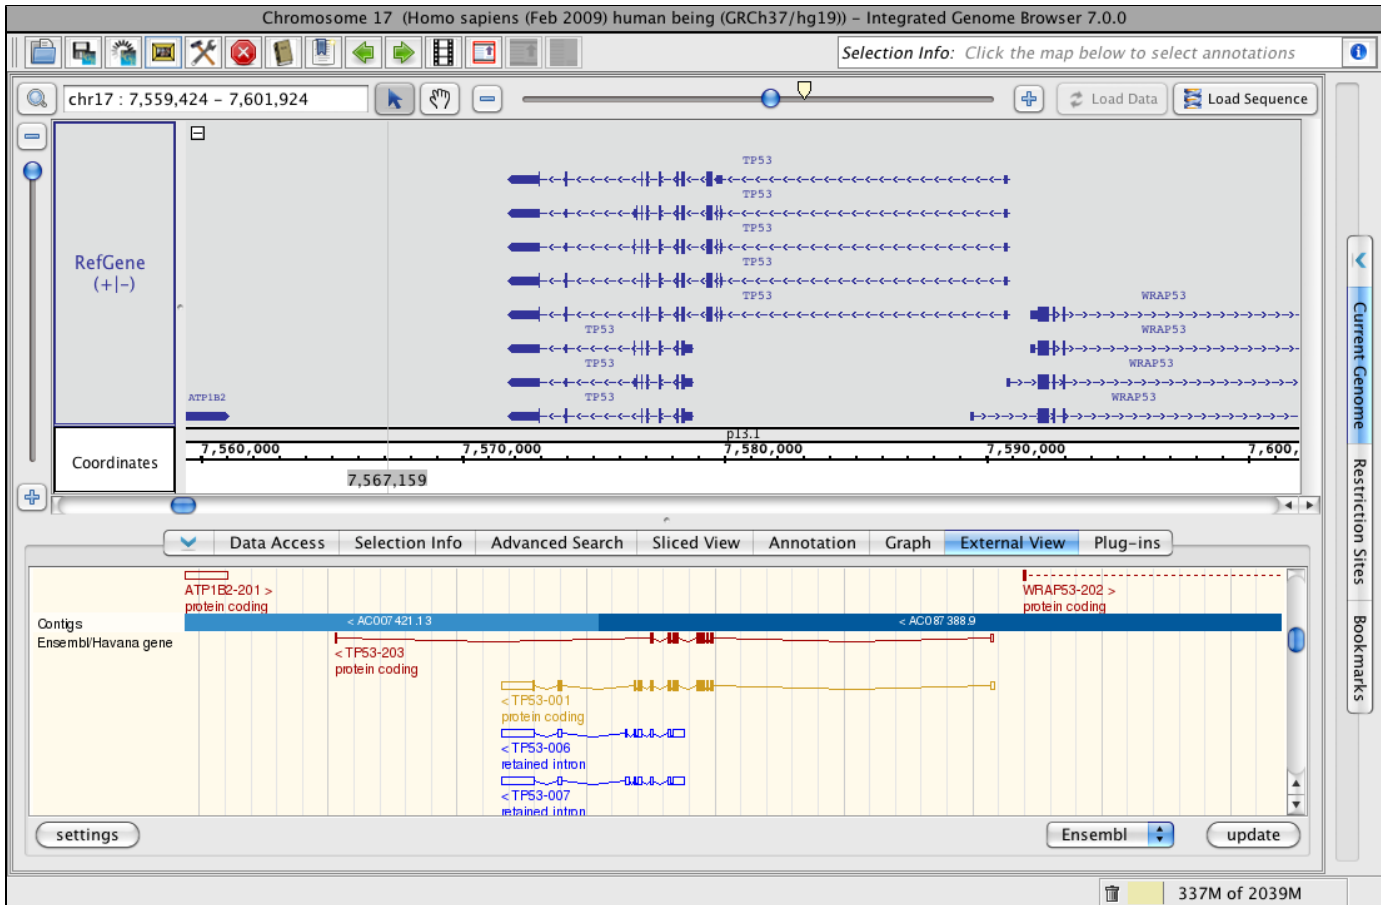 Chromosome 17 (Homo sapiens (Feb 2009) human being (GRCh37/hg19)) – Integrated Genome Browser 7.0.0
Selection Info: Click the map below to select annotations
chr17 : 7,559,424 – 7,601,924
Load Data
Load Sequence
RefGene
(+|-)
TP53
TP53
TP53
TP53
TP53
WRAP53
TP53
WRAP53
TP53
WRAP53
ATP1B2
TP53
WRAP53
p13.1
Coordinates
7,560,000
7,570,000
7,580,000
7,590,000
7,600,
7,567,159
Current Genome
Restriction Sites
Bookmarks
Data Access
Selection Info
Advanced Search
Sliced View
Annotation
Graph
External View
Plug-ins
ATP1B2-201 >
protein coding
WRAP53-202 >
protein coding
Contigs
< AC007421.13
< AC087388.9
Ensembl/Havana gene
< TP53-203
protein coding
< TP53-001
protein coding
< TP53-006
retained intron
< TP53-007
retained intron
settings
Ensembl
update
337M of 2039M